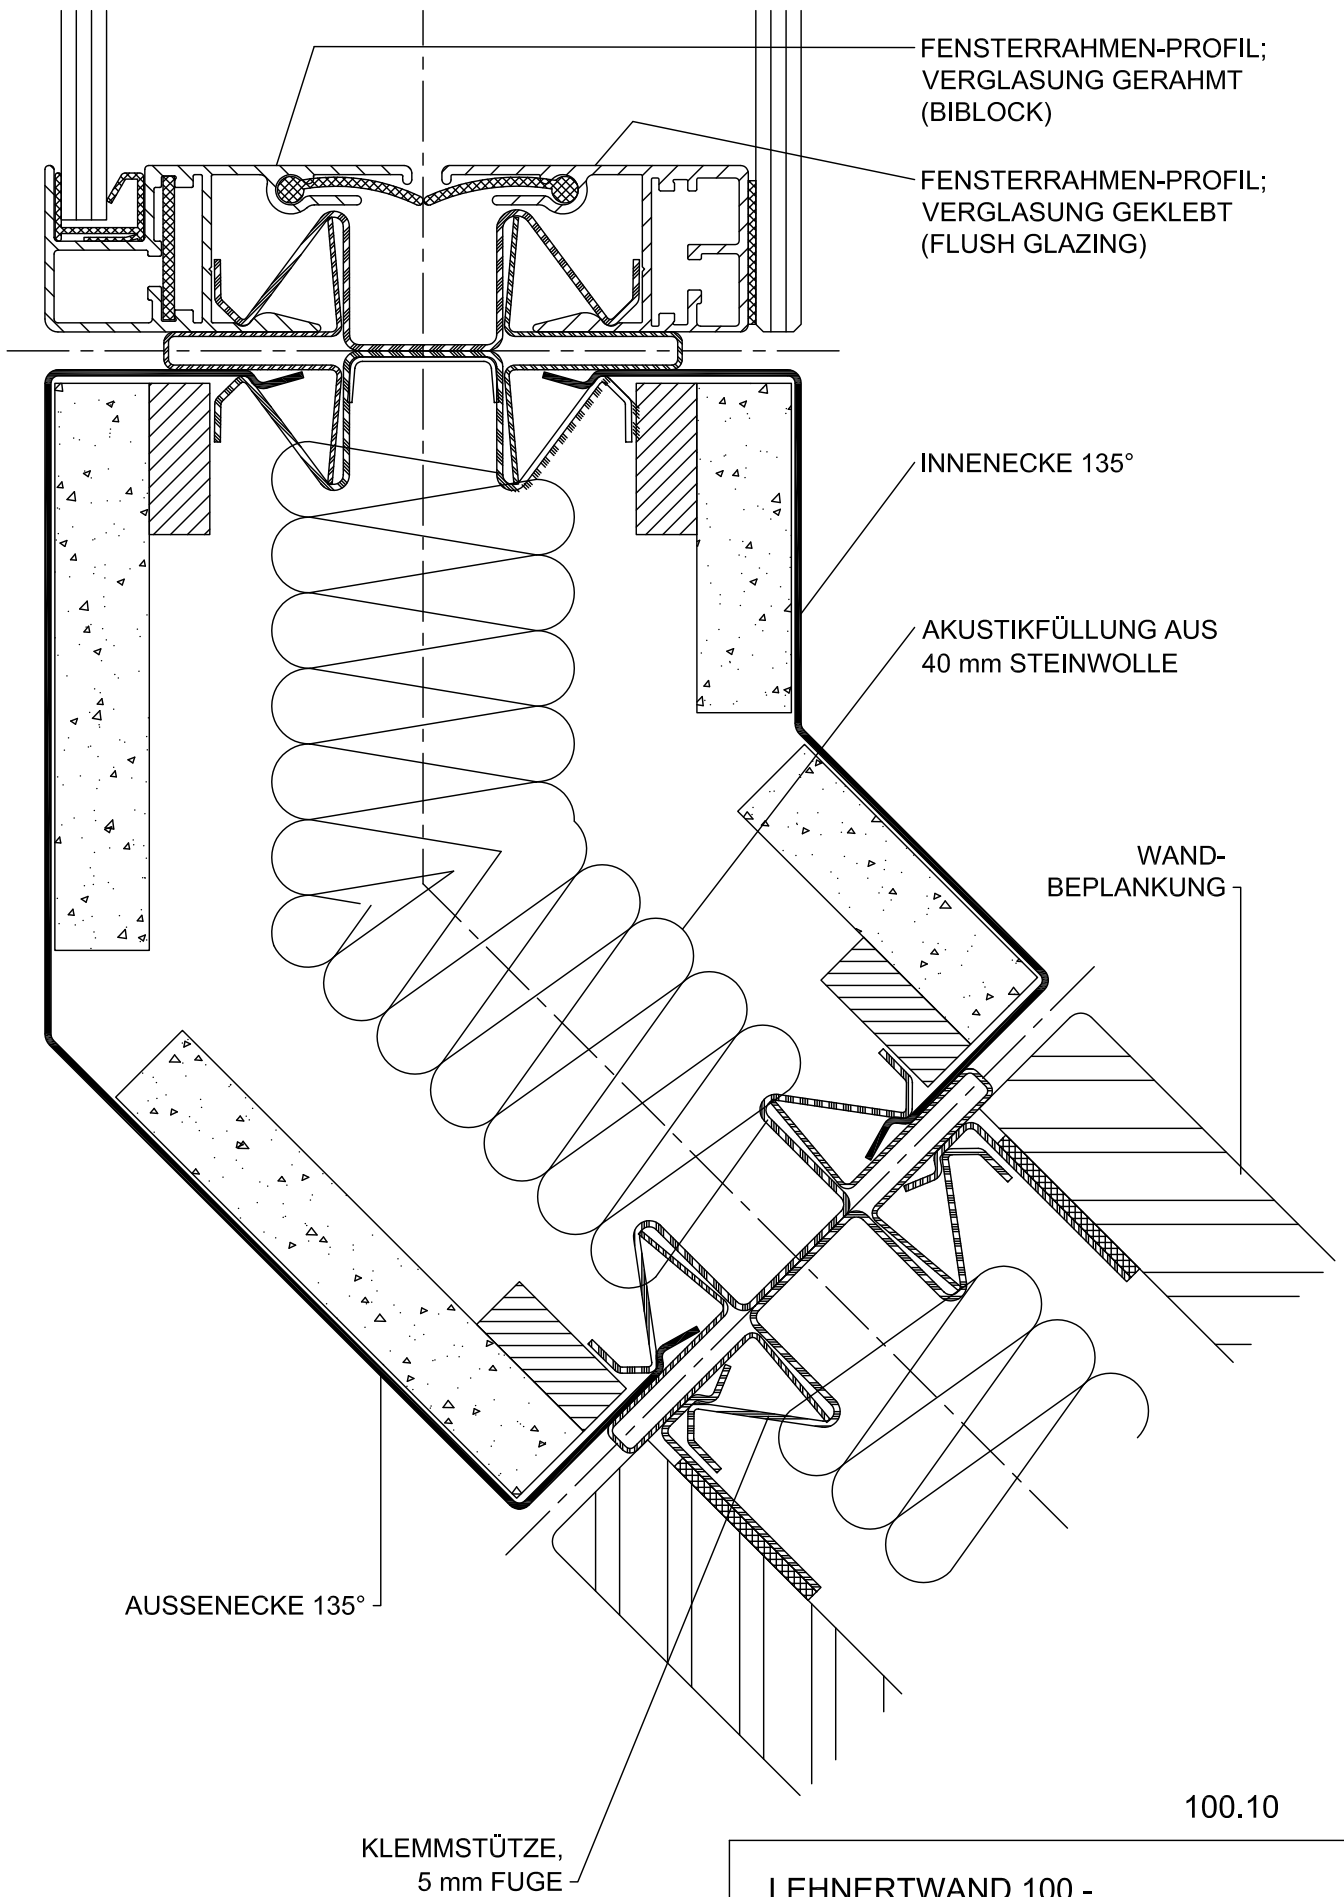 FENSTERRAHMEN-PROFIL;
VERGLASUNG GERAHMT
(BIBLOCK)
FENSTERRAHMEN-PROFIL;
VERGLASUNG GEKLEBT
(FLUSH GLAZING)
INNENECKE 135°
AKUSTIKFÜLLUNG AUS
40 mm STEINWOLLE
WAND-
BEPLANKUNG
AUSSENECKE 135°
KLEMMSTÜTZE,
5 mm FUGE
100.10
LEHNERTWAND 100 -